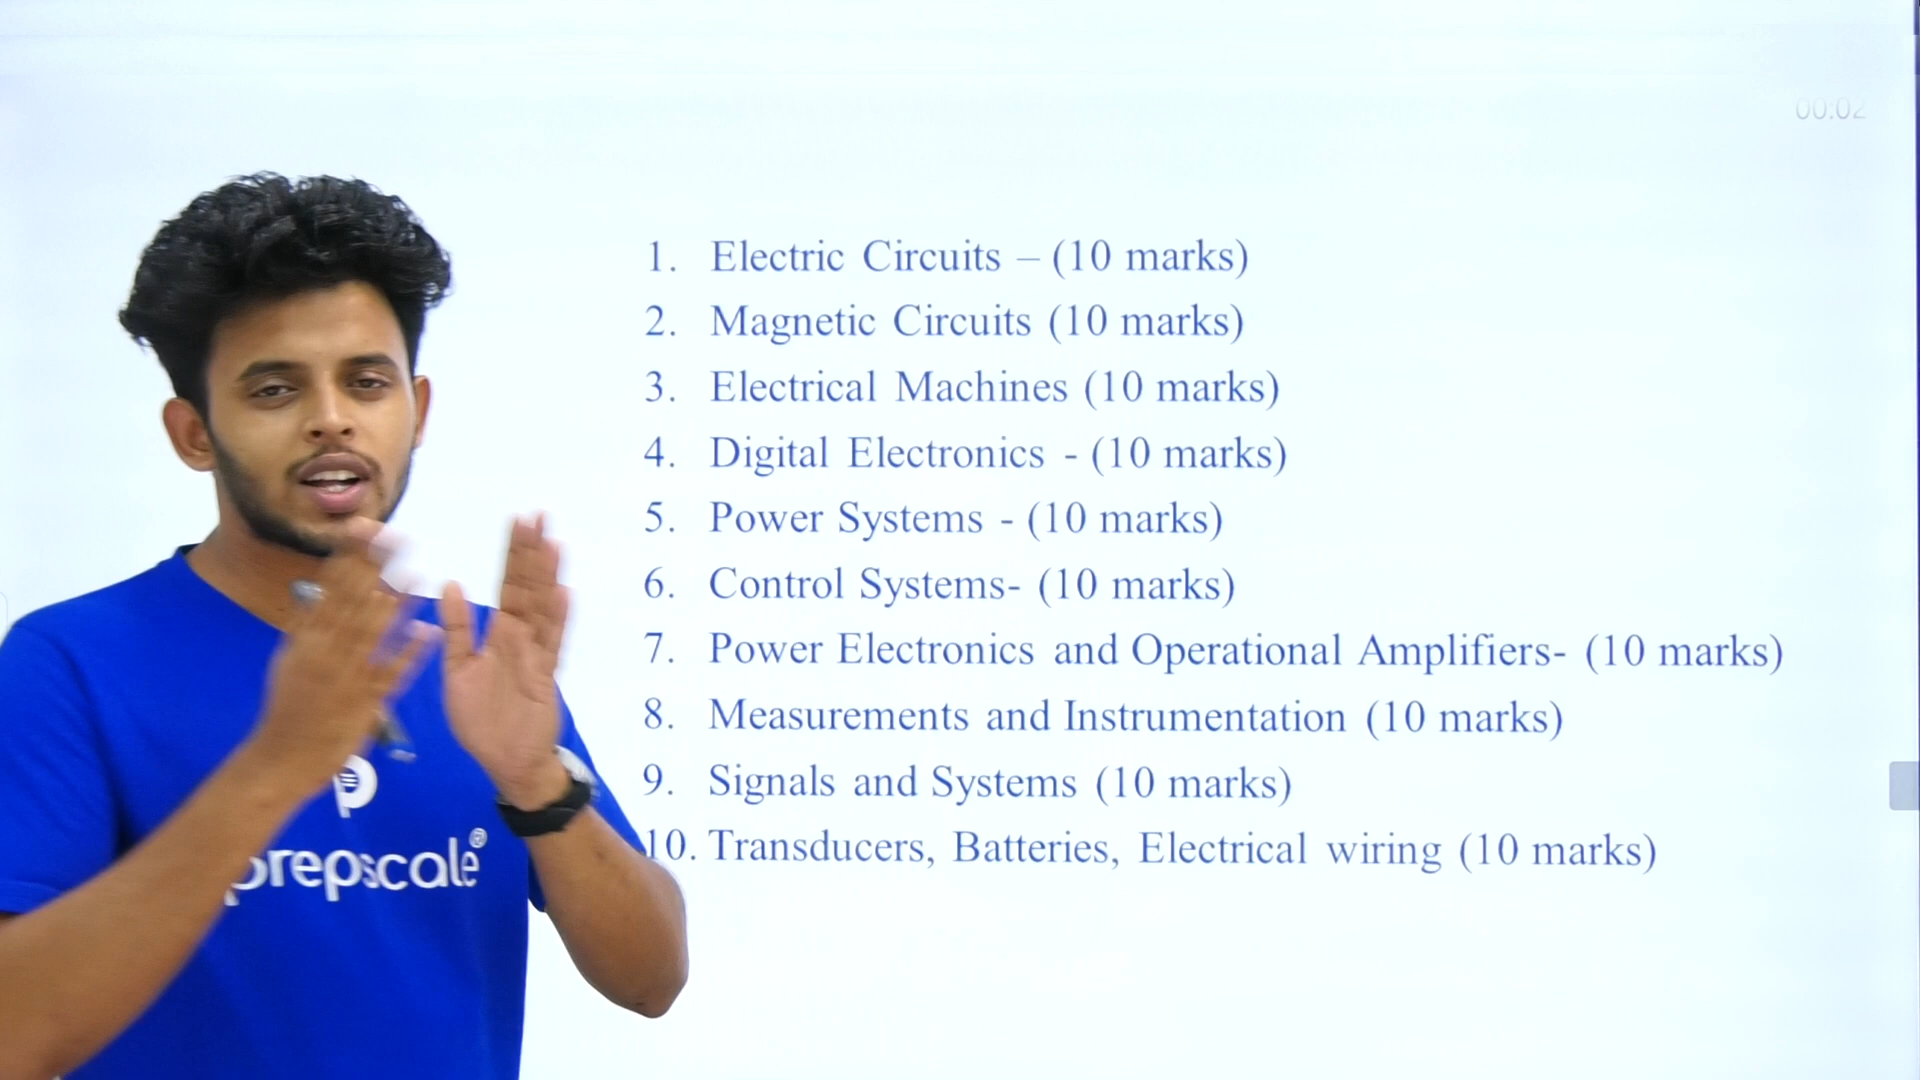 00:02
1. Electric Circuits – (10 marks)
2. Magnetic Circuits (10 marks)
3. Electrical Machines (10 marks)
4. Digital Electronics - (10 marks)
5. Power Systems - (10 marks)
6. Control Systems- (10 marks)
7. Power Electronics and Operational Amplifiers- (10 marks)
8. Measurements and Instrumentation (10 marks)
9. Signals and Systems (10 marks)
10. Transducers, Batteries, Electrical wiring (10 marks)
prepscale®